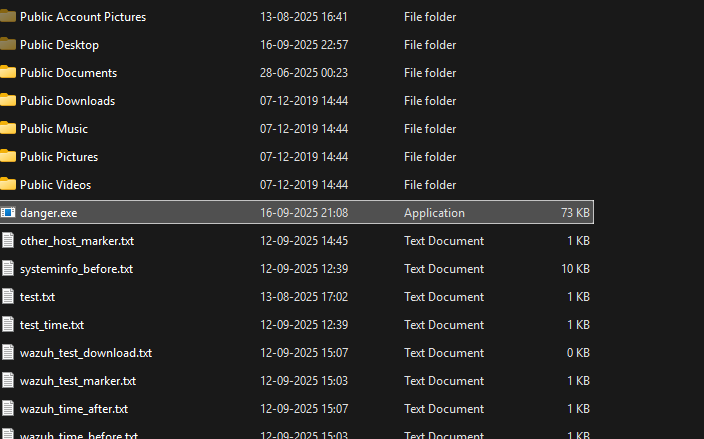 Public Account Pictures 13-08-2025 16:41 File folder
Public Desktop 16-09-2025 22:57 File folder
Public Documents 28-06-2025 00:23 File folder
Public Downloads 07-12-2019 14:44 File folder
Public Music 07-12-2019 14:44 File folder
Public Pictures 07-12-2019 14:44 File folder
Public Videos 07-12-2019 14:44 File folder
danger.exe 16-09-2025 21:08 Application 73 KB
other_host_marker.txt 12-09-2025 14:45 Text Document 1 KB
systeminfo_before.txt 12-09-2025 12:39 Text Document 10 KB
test.txt 13-08-2025 17:02 Text Document 1 KB
test_time.txt 12-09-2025 12:39 Text Document 1 KB
wazuh_test_download.txt 12-09-2025 15:07 Text Document 0 KB
wazuh_test_marker.txt 12-09-2025 15:03 Text Document 1 KB
wazuh_time_after.txt 12-09-2025 15:07 Text Document 1 KB
wazuh_time_before.txt 12-09-2025 15:03 Text Document 1 KB